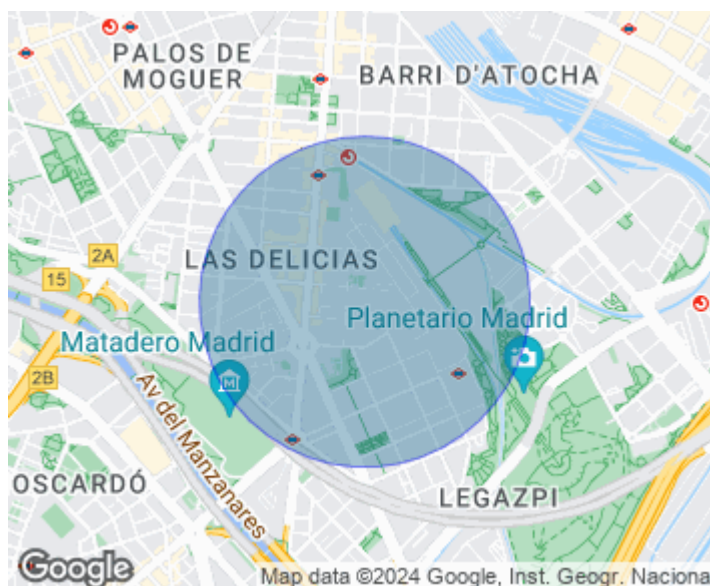 PALOS DE
MOGUER
BARRI D'ATOCHA
2A
15
LAS DELICIAS
Matadero Madrid
Planetario Madrid
M
2B
Av del Manzanares
OSCARDÓ
LEGAZPI
Google
Map data ©2024 Google, Inst. Geogr. Naciona